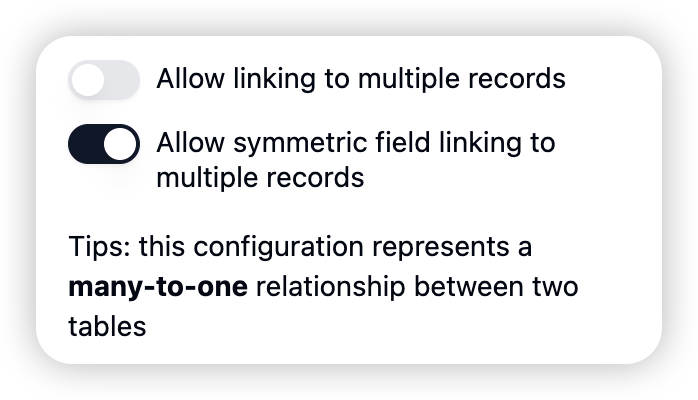 Allow linking to multiple records
Allow symmetric field linking to
multiple records
Tips: this configuration represents a
many-to-one relationship between two
tables